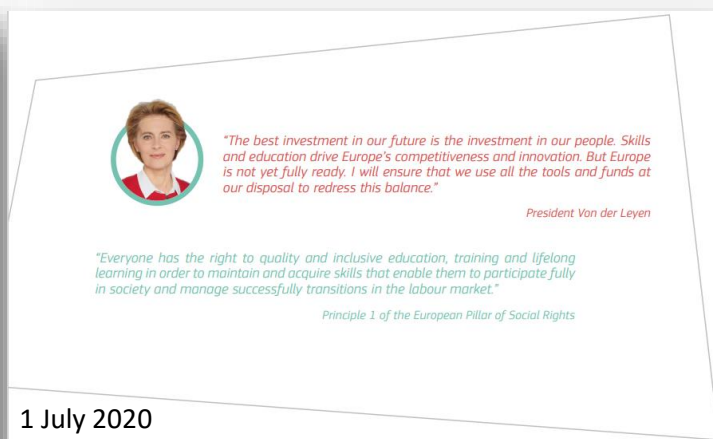 "The best investment in our future is the investment in our people. Skills
and education drive Europe's competitiveness and innovation. But Europe
is not yet fully ready. I will ensure that we use all the tools and funds at
our disposal to redress this balance."
President Von der Leyen
"Everyone has the right to quality and inclusive education, training and lifelong
learning in order to maintain and acquire skills that enable them to participate fully
in society and manage successfully transitions in the labour market."
Principle 1 of the European Pillar of Social Rights
1 July 2020